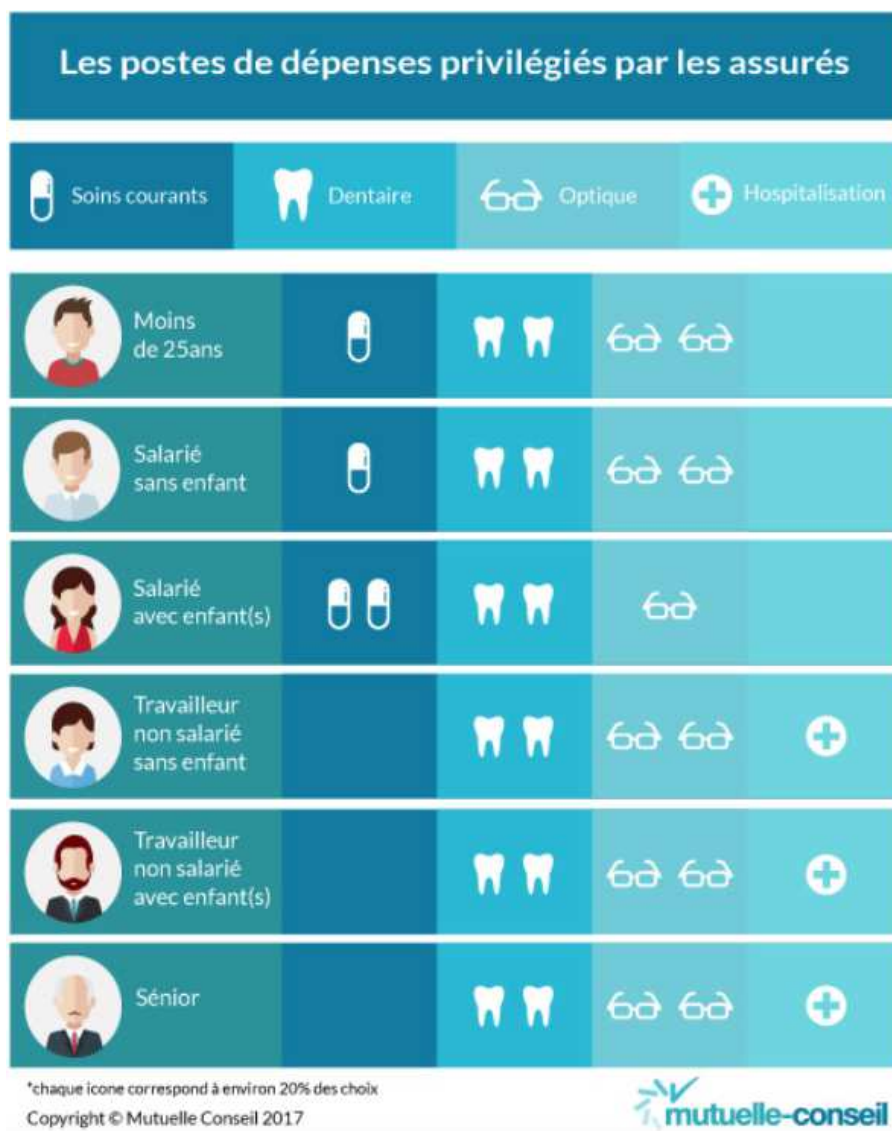 Les postes de dépenses privilégiés par les assurés
Soins courants
Dentaire
Optique
Hospitalisation
Moins
de 25ans
Salarié
sans enfant
Salarié
avec enfant(s)
Travailleur
non salarié
sans enfant
Travailleur
non salarié
avec enfant(s)
Sénior
*chaque icone correspond à environ 20% des choix
Copyright © Mutuelle Conseil 2017
mutuelle-conseil